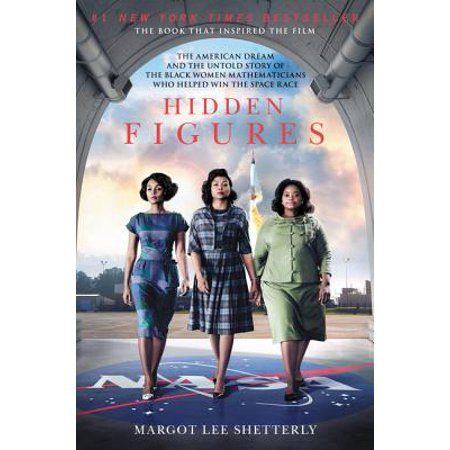 #1 NEW YORK TIMES BESTSELLER
THE BOOK THAT INSPIRED THE FILM
THE AMERICAN DREAM
AND THE UNTOLD STORY OF
THE BLACK WOMEN MATHEMATICIANS
WHO HELPED WIN THE SPACE RACE
HIDDEN
FIGURES
NASA
MARGOT LEE SHETTERLY